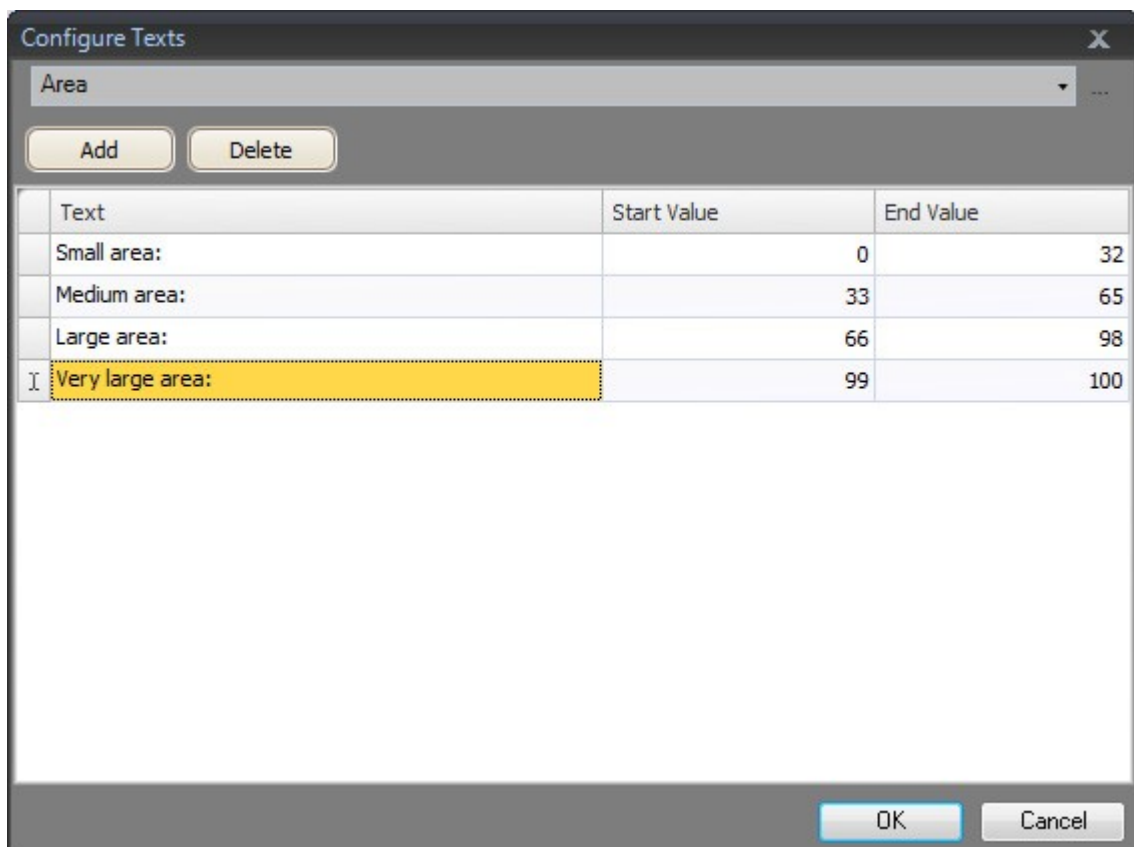 Configure Texts X
Area ...
Add Delete
Text Start Value End Value
Small area: 0 32
Medium area: 33 65
Large area: 66 98
Very large area: 99 100
OK Cancel